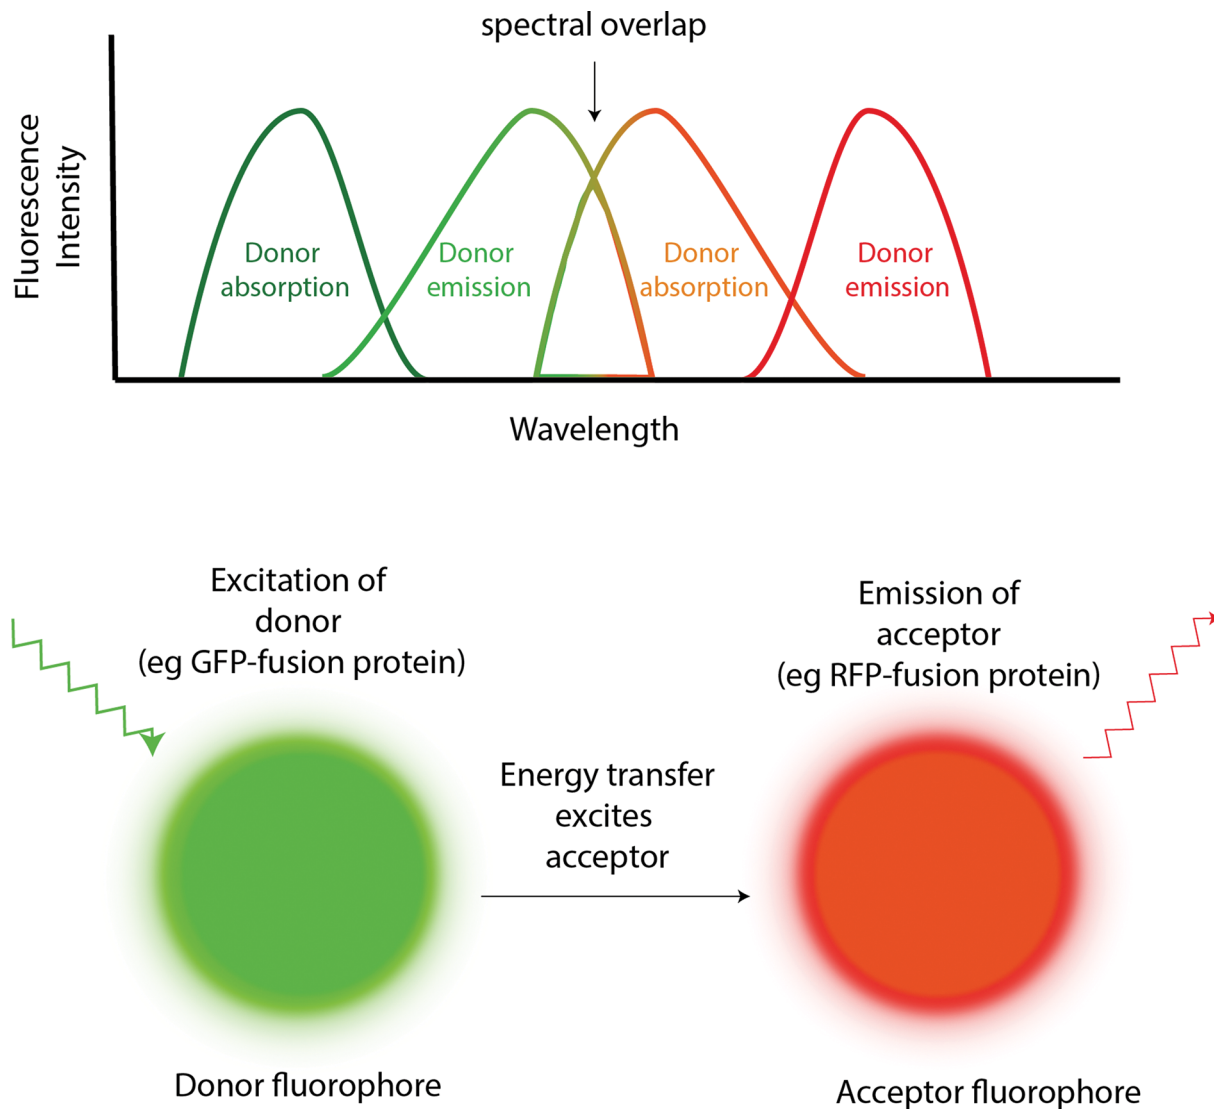 spectral overlap
Fluorescence
Intensity
Donor
absorption
Donor
emission
Donor
absorption
Donor
emission
Wavelength
Excitation of
donor
(eg GFP-fusion protein)
Emission of
acceptor
(eg RFP-fusion protein)
Energy transfer
excites
acceptor
Donor fluorophore
Acceptor fluorophore